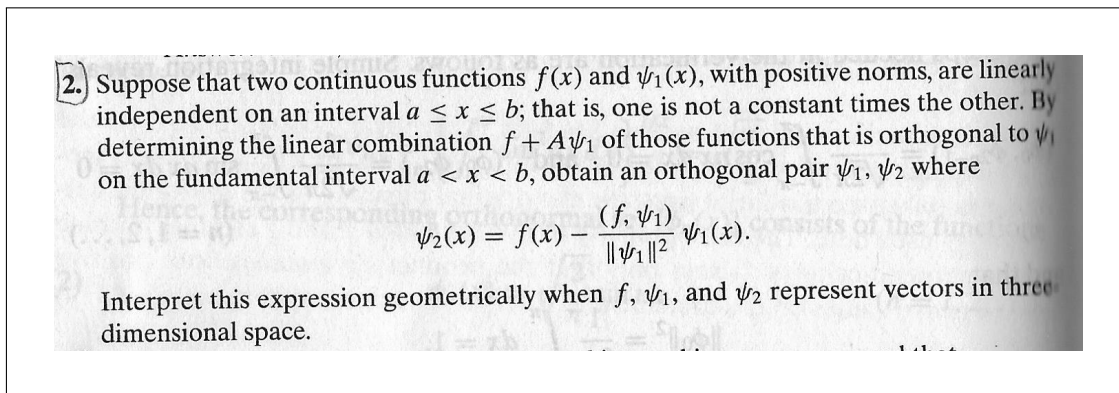 2. Suppose that two continuous functions f(x) and ψ₁(x), with positive norms, are linearly
independent on an interval a ≤ x ≤ b; that is, one is not a constant times the other. By
determining the linear combination f + Aψ₁ of those functions that is orthogonal to ψ₁
on the fundamental interval a < x < b, obtain an orthogonal pair ψ₁, ψ₂ where
ψ₂(x) = f(x) − (f, ψ₁) / ‖ψ₁‖² ψ₁(x).
Interpret this expression geometrically when f, ψ₁, and ψ₂ represent vectors in three-
dimensional space.